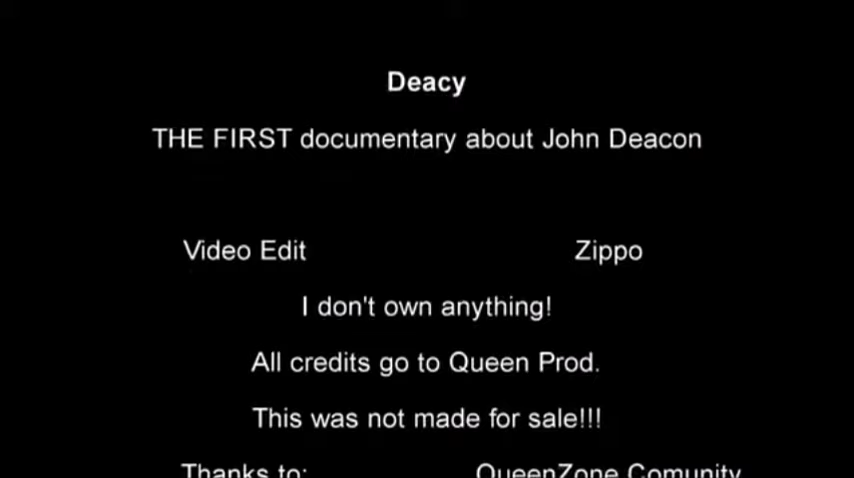 Deacy
THE FIRST documentary about John Deacon
Video Edit Zippo
I don't own anything!
All credits go to Queen Prod.
This was not made for sale!!!
Thanks to: QueenZone Comunity